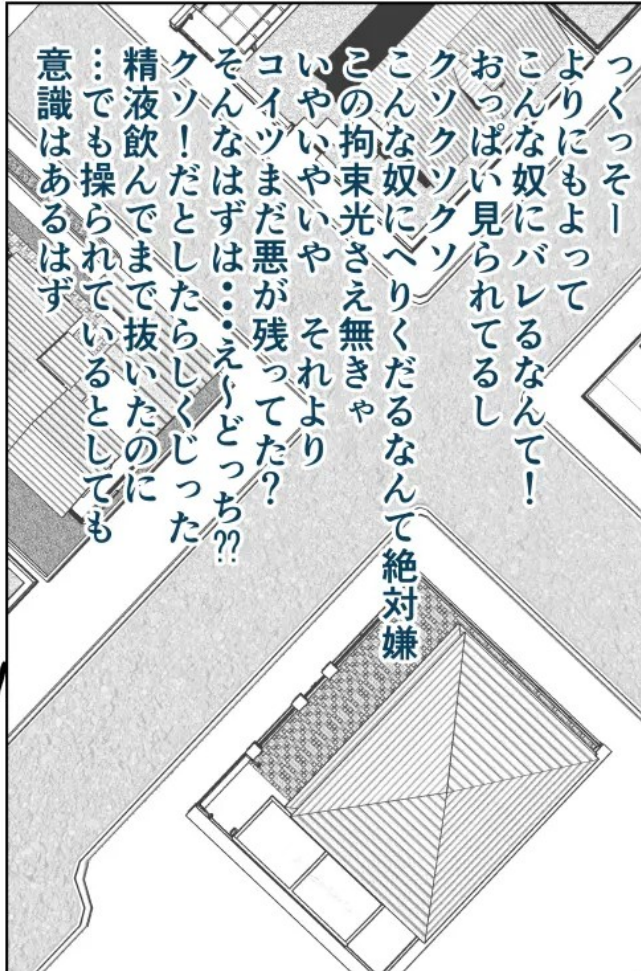 っくっそー
よりにもよって
こんな奴にバレるなんて！
おっぱい見られてるし
クソクソクソ
こんな奴にへりくだるなんて絶対嫌
この拘束光さえ無きゃ
いやいやいや　それより
コイツまだ悪が残ってた？
そんなはずは・・・え～どっち??
クソ！だとしたらしくじった
精液飲んでまで抜いたのに
…でも操られているとしても
意識はあるはず